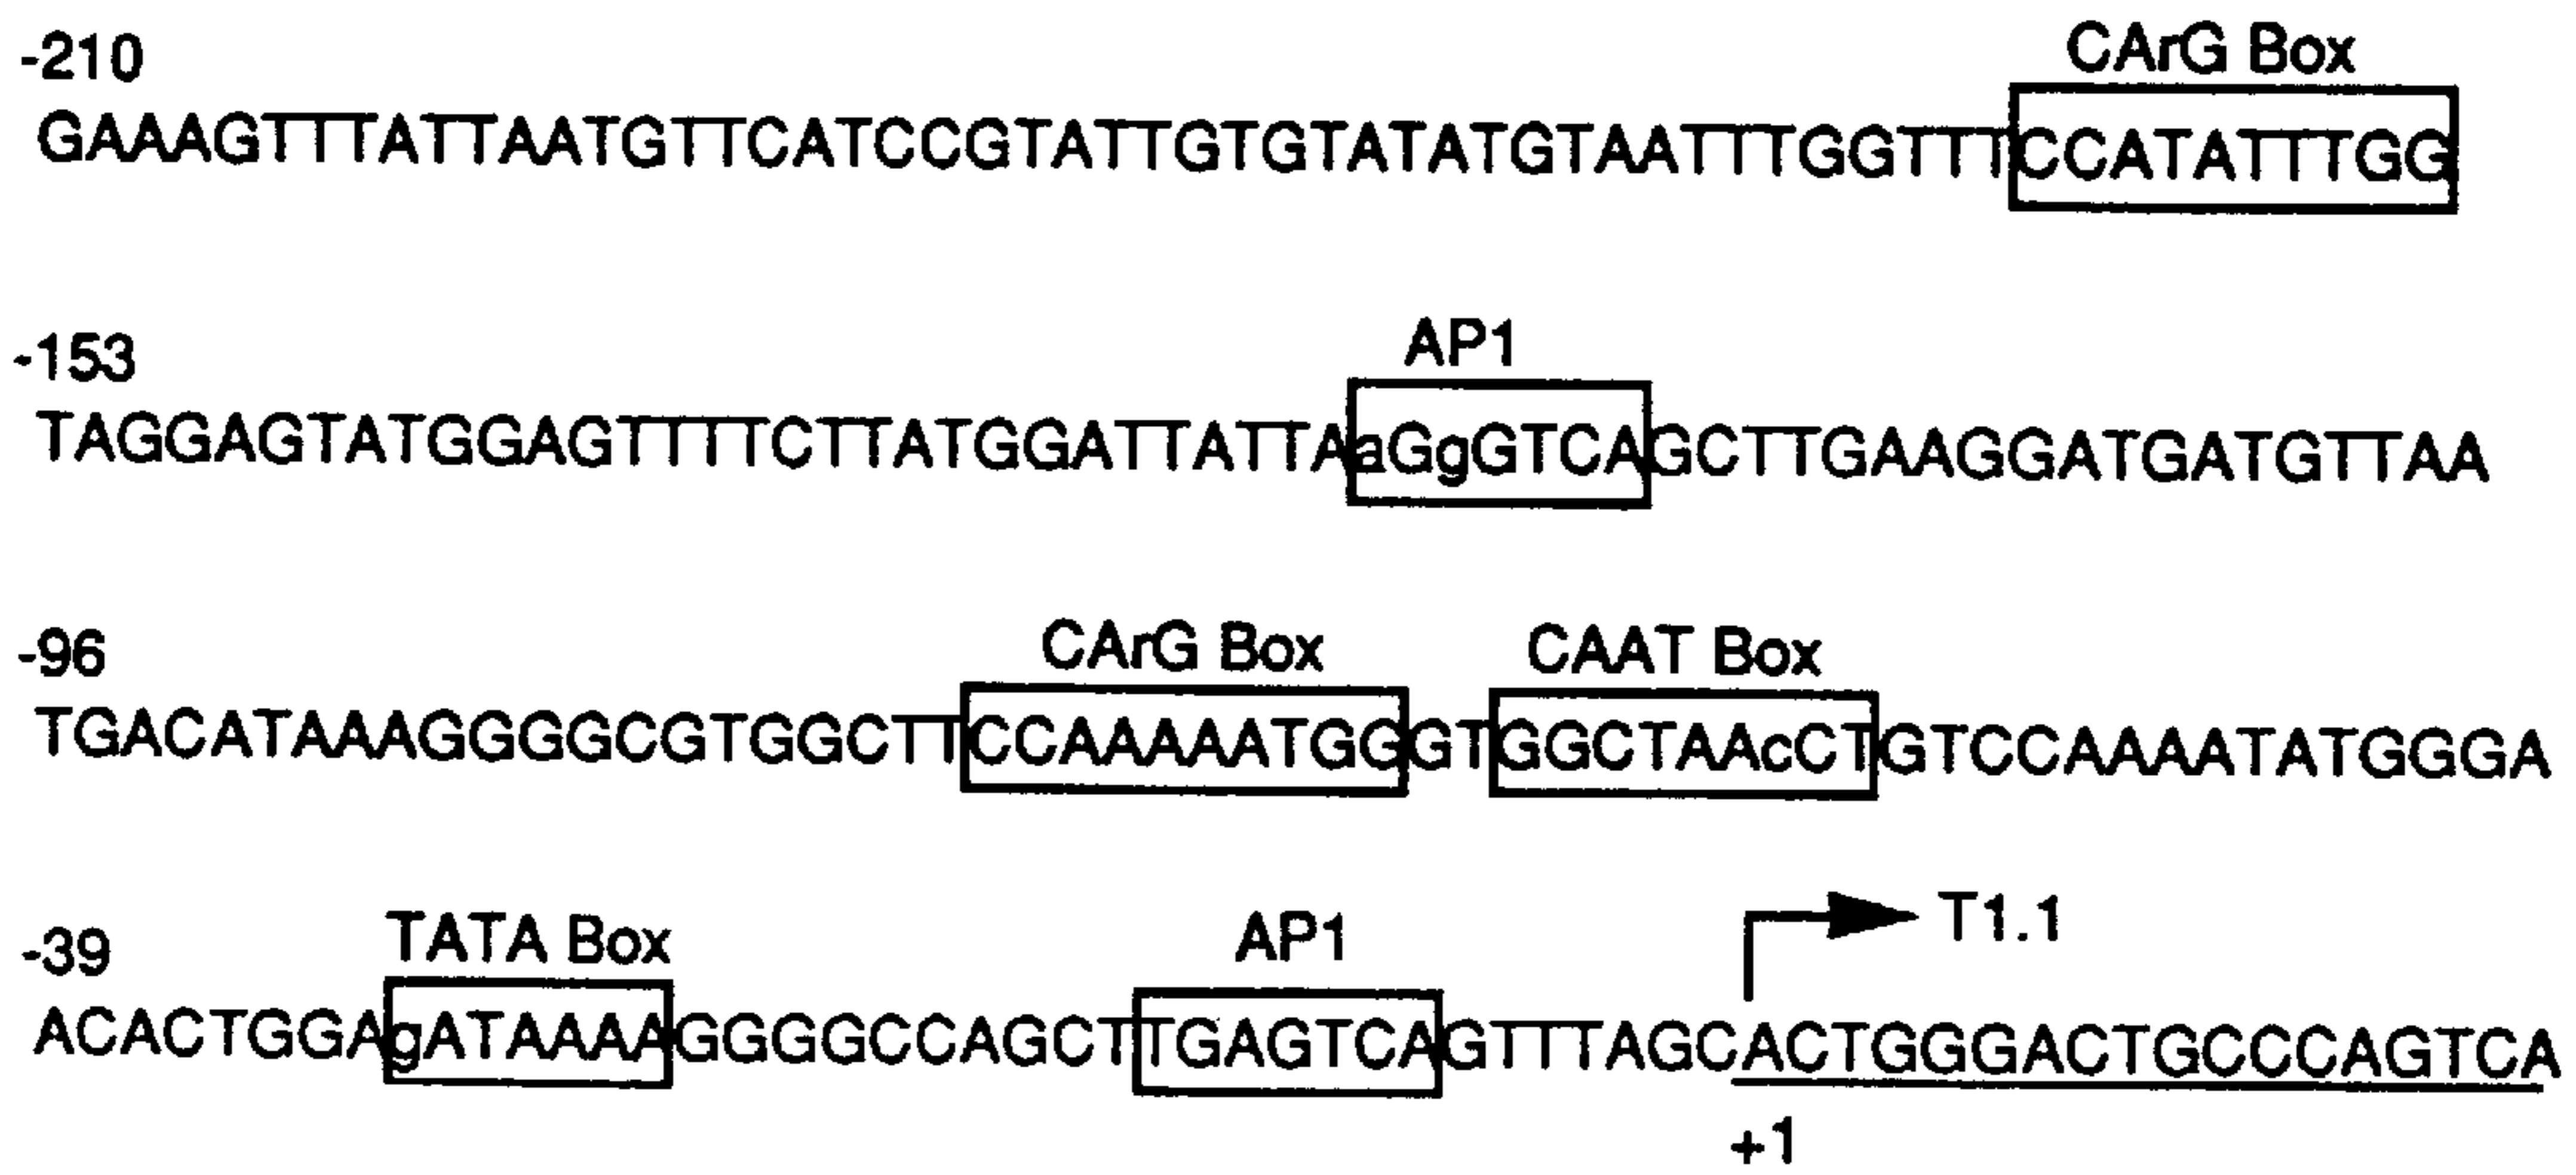 -210
CArG Box
GAAAGTTTATTAATGTTCATCCGTATTGTGTATATGTAATTTGGTTTCCATATTTGG
-153
AP1
TAGGAGTATGGAGTTTTCTTATGGATTATTAaGgGTCAGCTTGAAGGATGATGTTAA
-96
CArG Box CAAT Box
TGACATAAAGGGGCGTGGCTTCCAAAAATGGGTGGCTAAcCTGTCCAAAATATGGGA
-39
TATA Box AP1 T1.1
ACACTGGAgATAAAAGGGGCCAGCTTGAGTCAGTTTAGCACTGGGACTGCCCAGTCA
+1